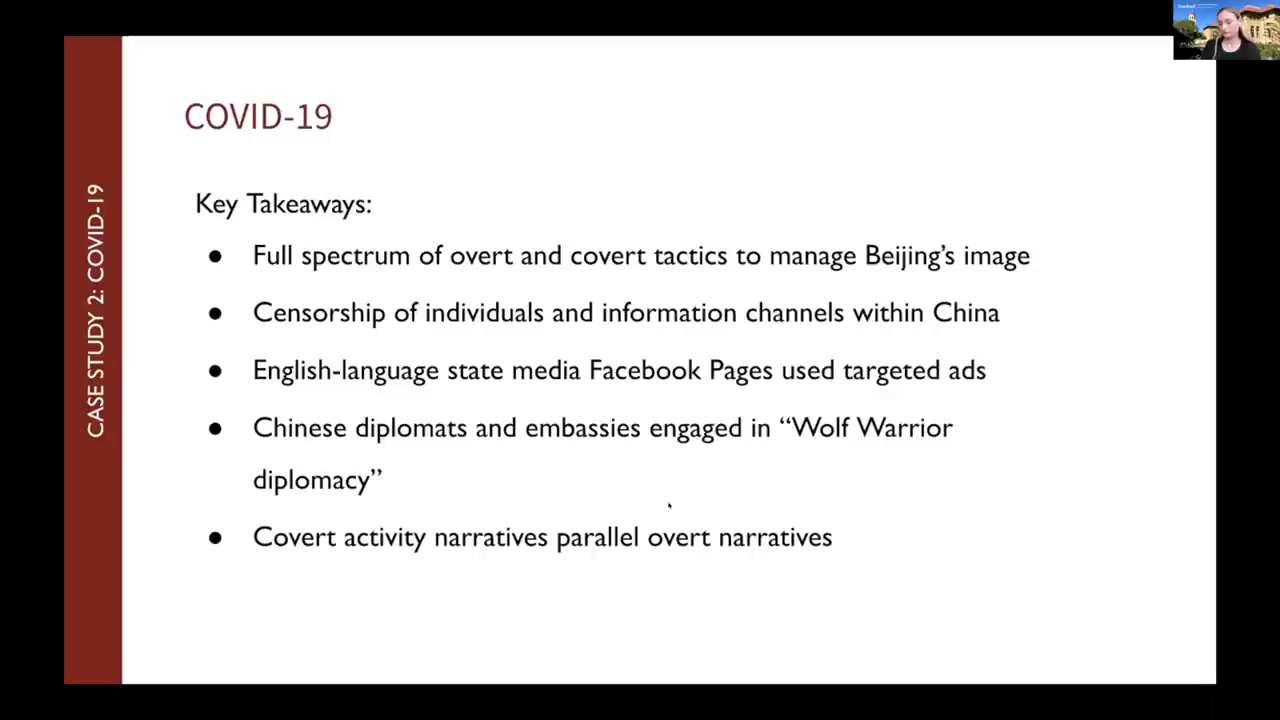 COVID-19
CASE STUDY 2: COVID-19
Key Takeaways:
● Full spectrum of overt and covert tactics to manage Beijing’s image
● Censorship of individuals and information channels within China
● English-language state media Facebook Pages used targeted ads
● Chinese diplomats and embassies engaged in “Wolf Warrior
diplomacy”
● Covert activity narratives parallel overt narratives